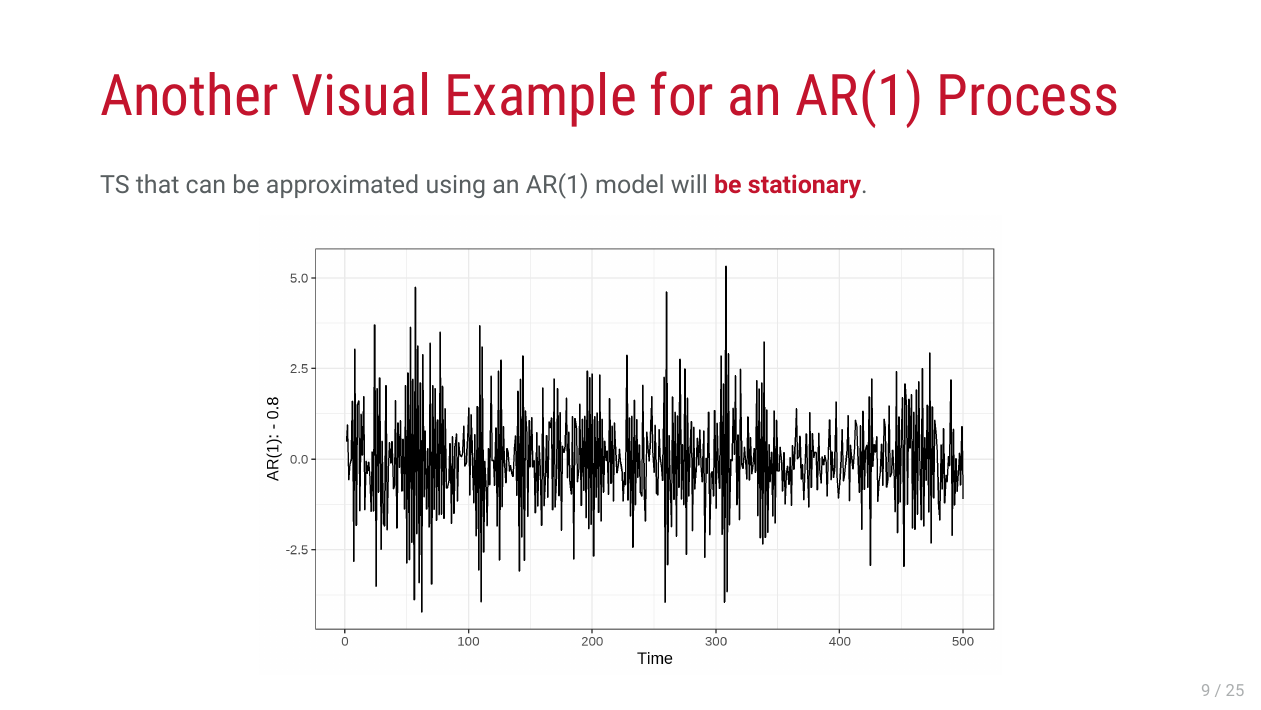 Another Visual Example for an AR(1) Process
TS that can be approximated using an AR(1) model will be stationary.
5.0
2.5
0.0
-2.5
AR(1): - 0.8
0 100 200 300 400 500
Time
9 / 25